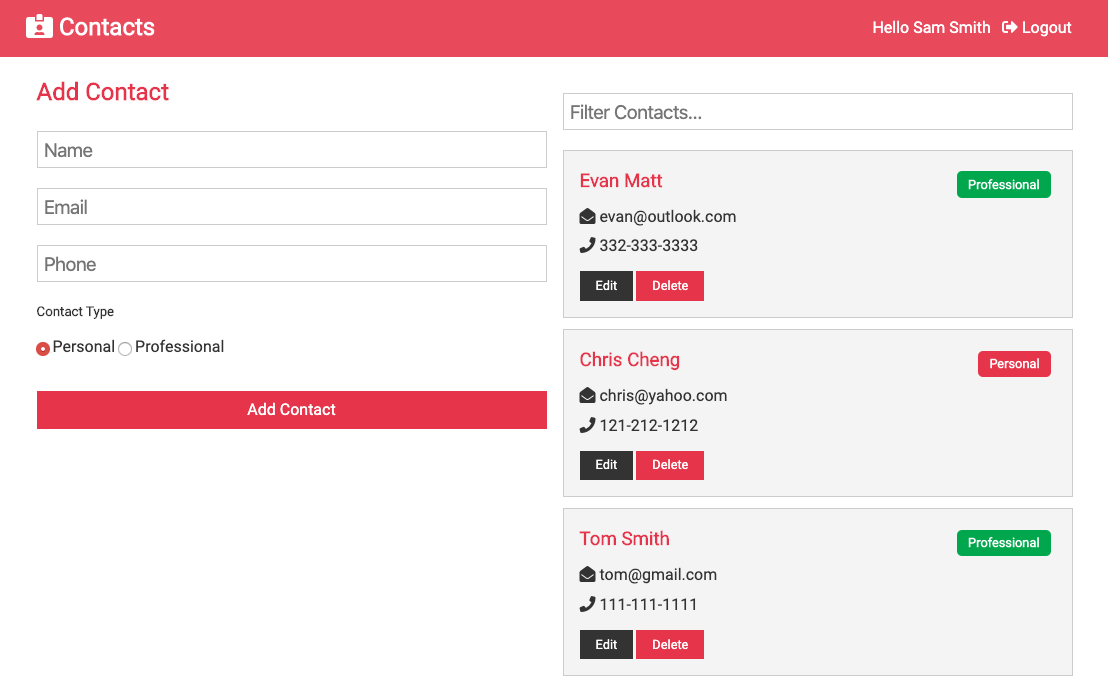 Contacts
Hello Sam Smith Logout
Add Contact
Name
Email
Phone
Contact Type
Personal Professional
Add Contact
Filter Contacts...
Evan Matt
Professional
evan@outlook.com
332-333-3333
Edit Delete
Chris Cheng
Personal
chris@yahoo.com
121-212-1212
Edit Delete
Tom Smith
Professional
tom@gmail.com
111-111-1111
Edit Delete